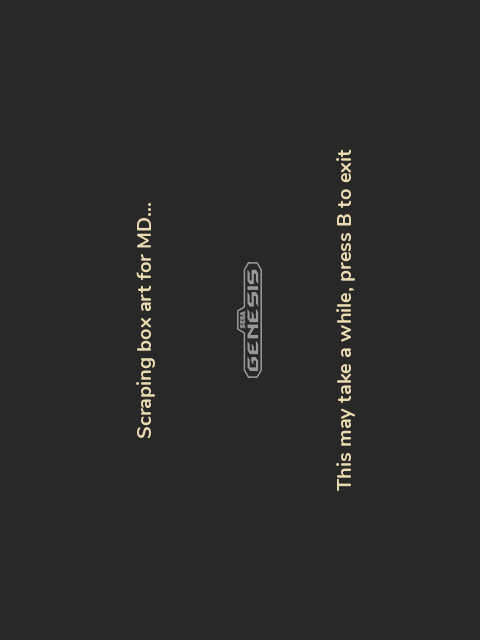 Scraping box art for MD...
SEGA
GENESIS
This may take a while, press B to exit